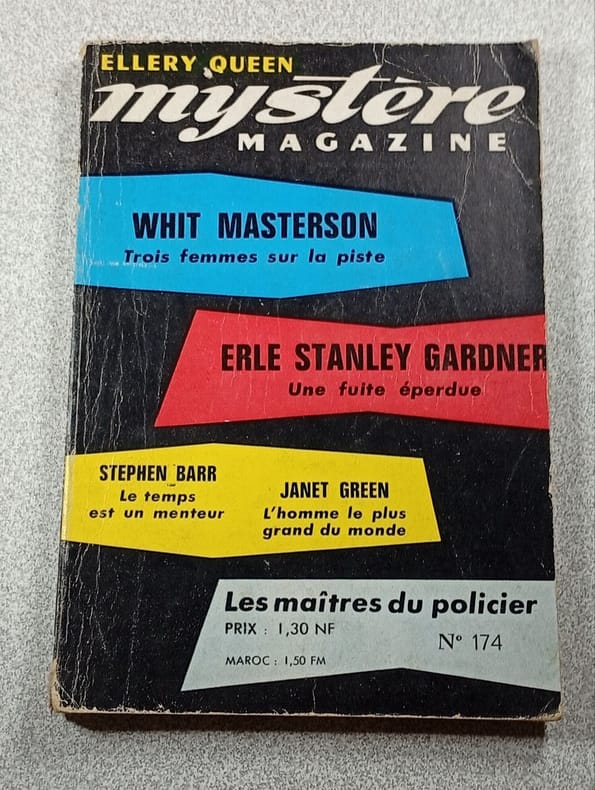 ELLERY QUEEN
mystère
MAGAZINE
WHIT MASTERSON
Trois femmes sur la piste
ERLE STANLEY GARDNER
Une fuite éperdue
STEPHEN BARR
Le temps
est un menteur
JANET GREEN
L'homme le plus
grand du monde
Les maîtres du policier
PRIX : 1,30 NF
N° 174
MAROC : 1,50 FM